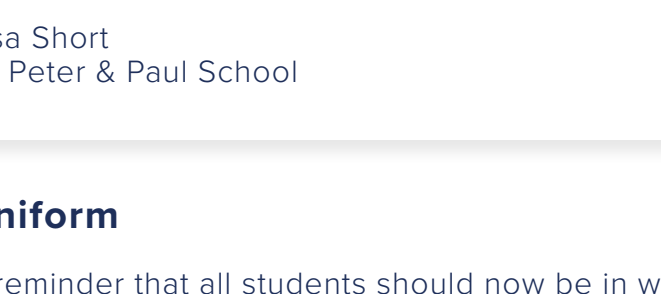 sa Short
Peter & Paul School
niform
reminder that all students should now be in w